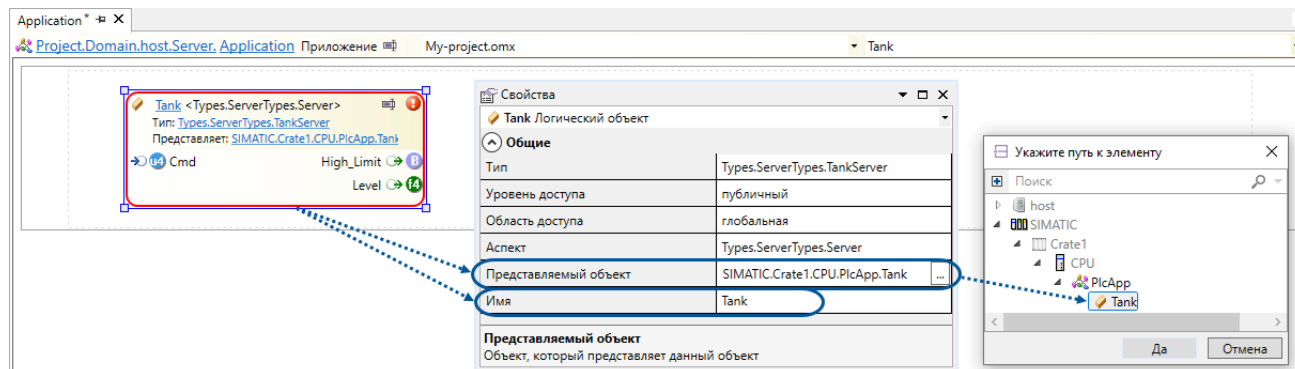 Application*
Project.Domain.host.Server. Application Приложение My-project.omx Tank
Tank <Types.ServerTypes.Server>
Тип: Types.ServerTypes.TankServer
Представляет: SIMATIC.Crate1.CPU.PlcApp.Tank
u4 Cmd High_Limit B
Level f4
Свойства
Tank Логический объект
Общие
Тип Types.ServerTypes.TankServer
Уровень доступа публичный
Область доступа глобальная
Аспект Types.ServerTypes.Server
Представляемый объект SIMATIC.Crate1.CPU.PlcApp.Tank ...
Имя Tank
Представляемый объект
Объект, который представляет данный объект
Укажите путь к элементу
Поиск
host
SIMATIC
Crate1
CPU
PlcApp
Tank
Да Отмена